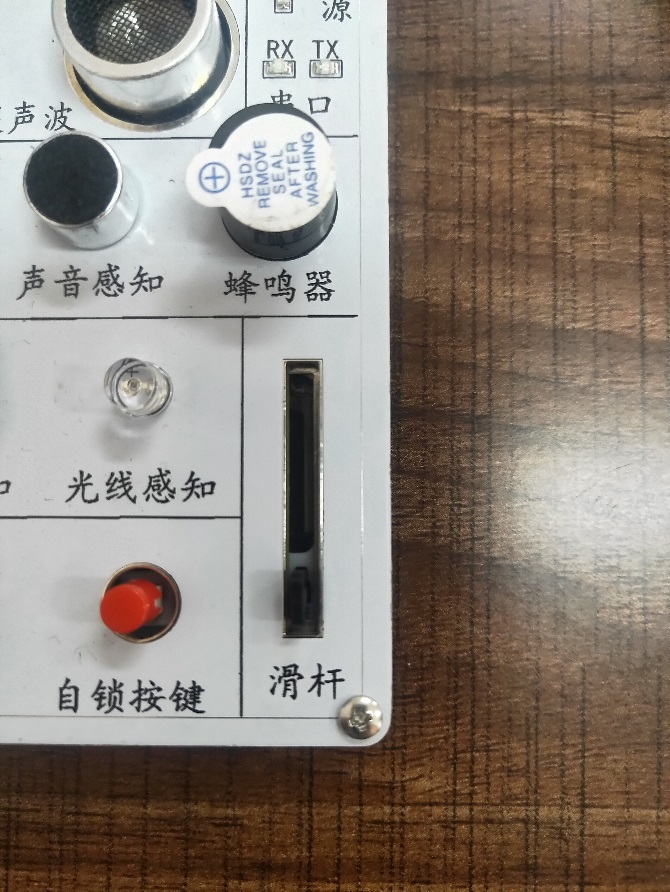 源
RX TX
串口
声波
HSDZ
REMOVE
SEAL
AFTER
WASHING
声音感知
蜂鸣器
光线感知
自锁按键
滑杆